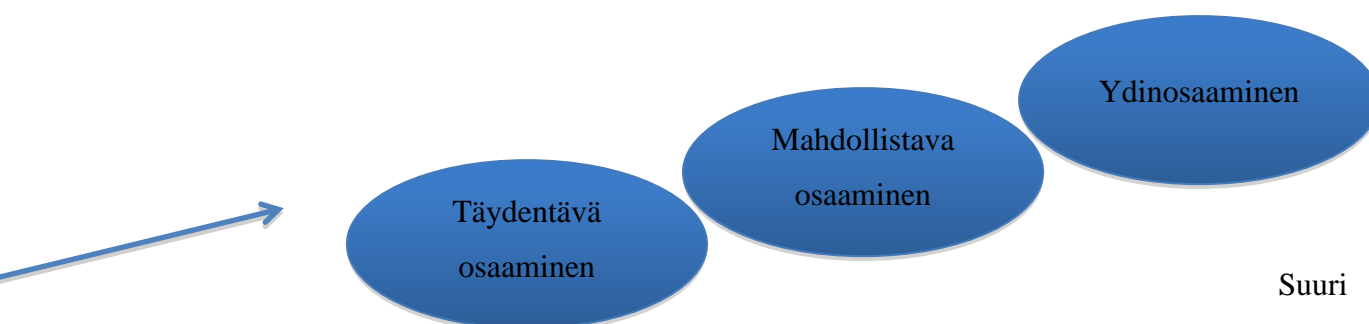 Ydinosaaminen
Mahdollistava
osaaminen
Täydentävä
osaaminen
Suuri